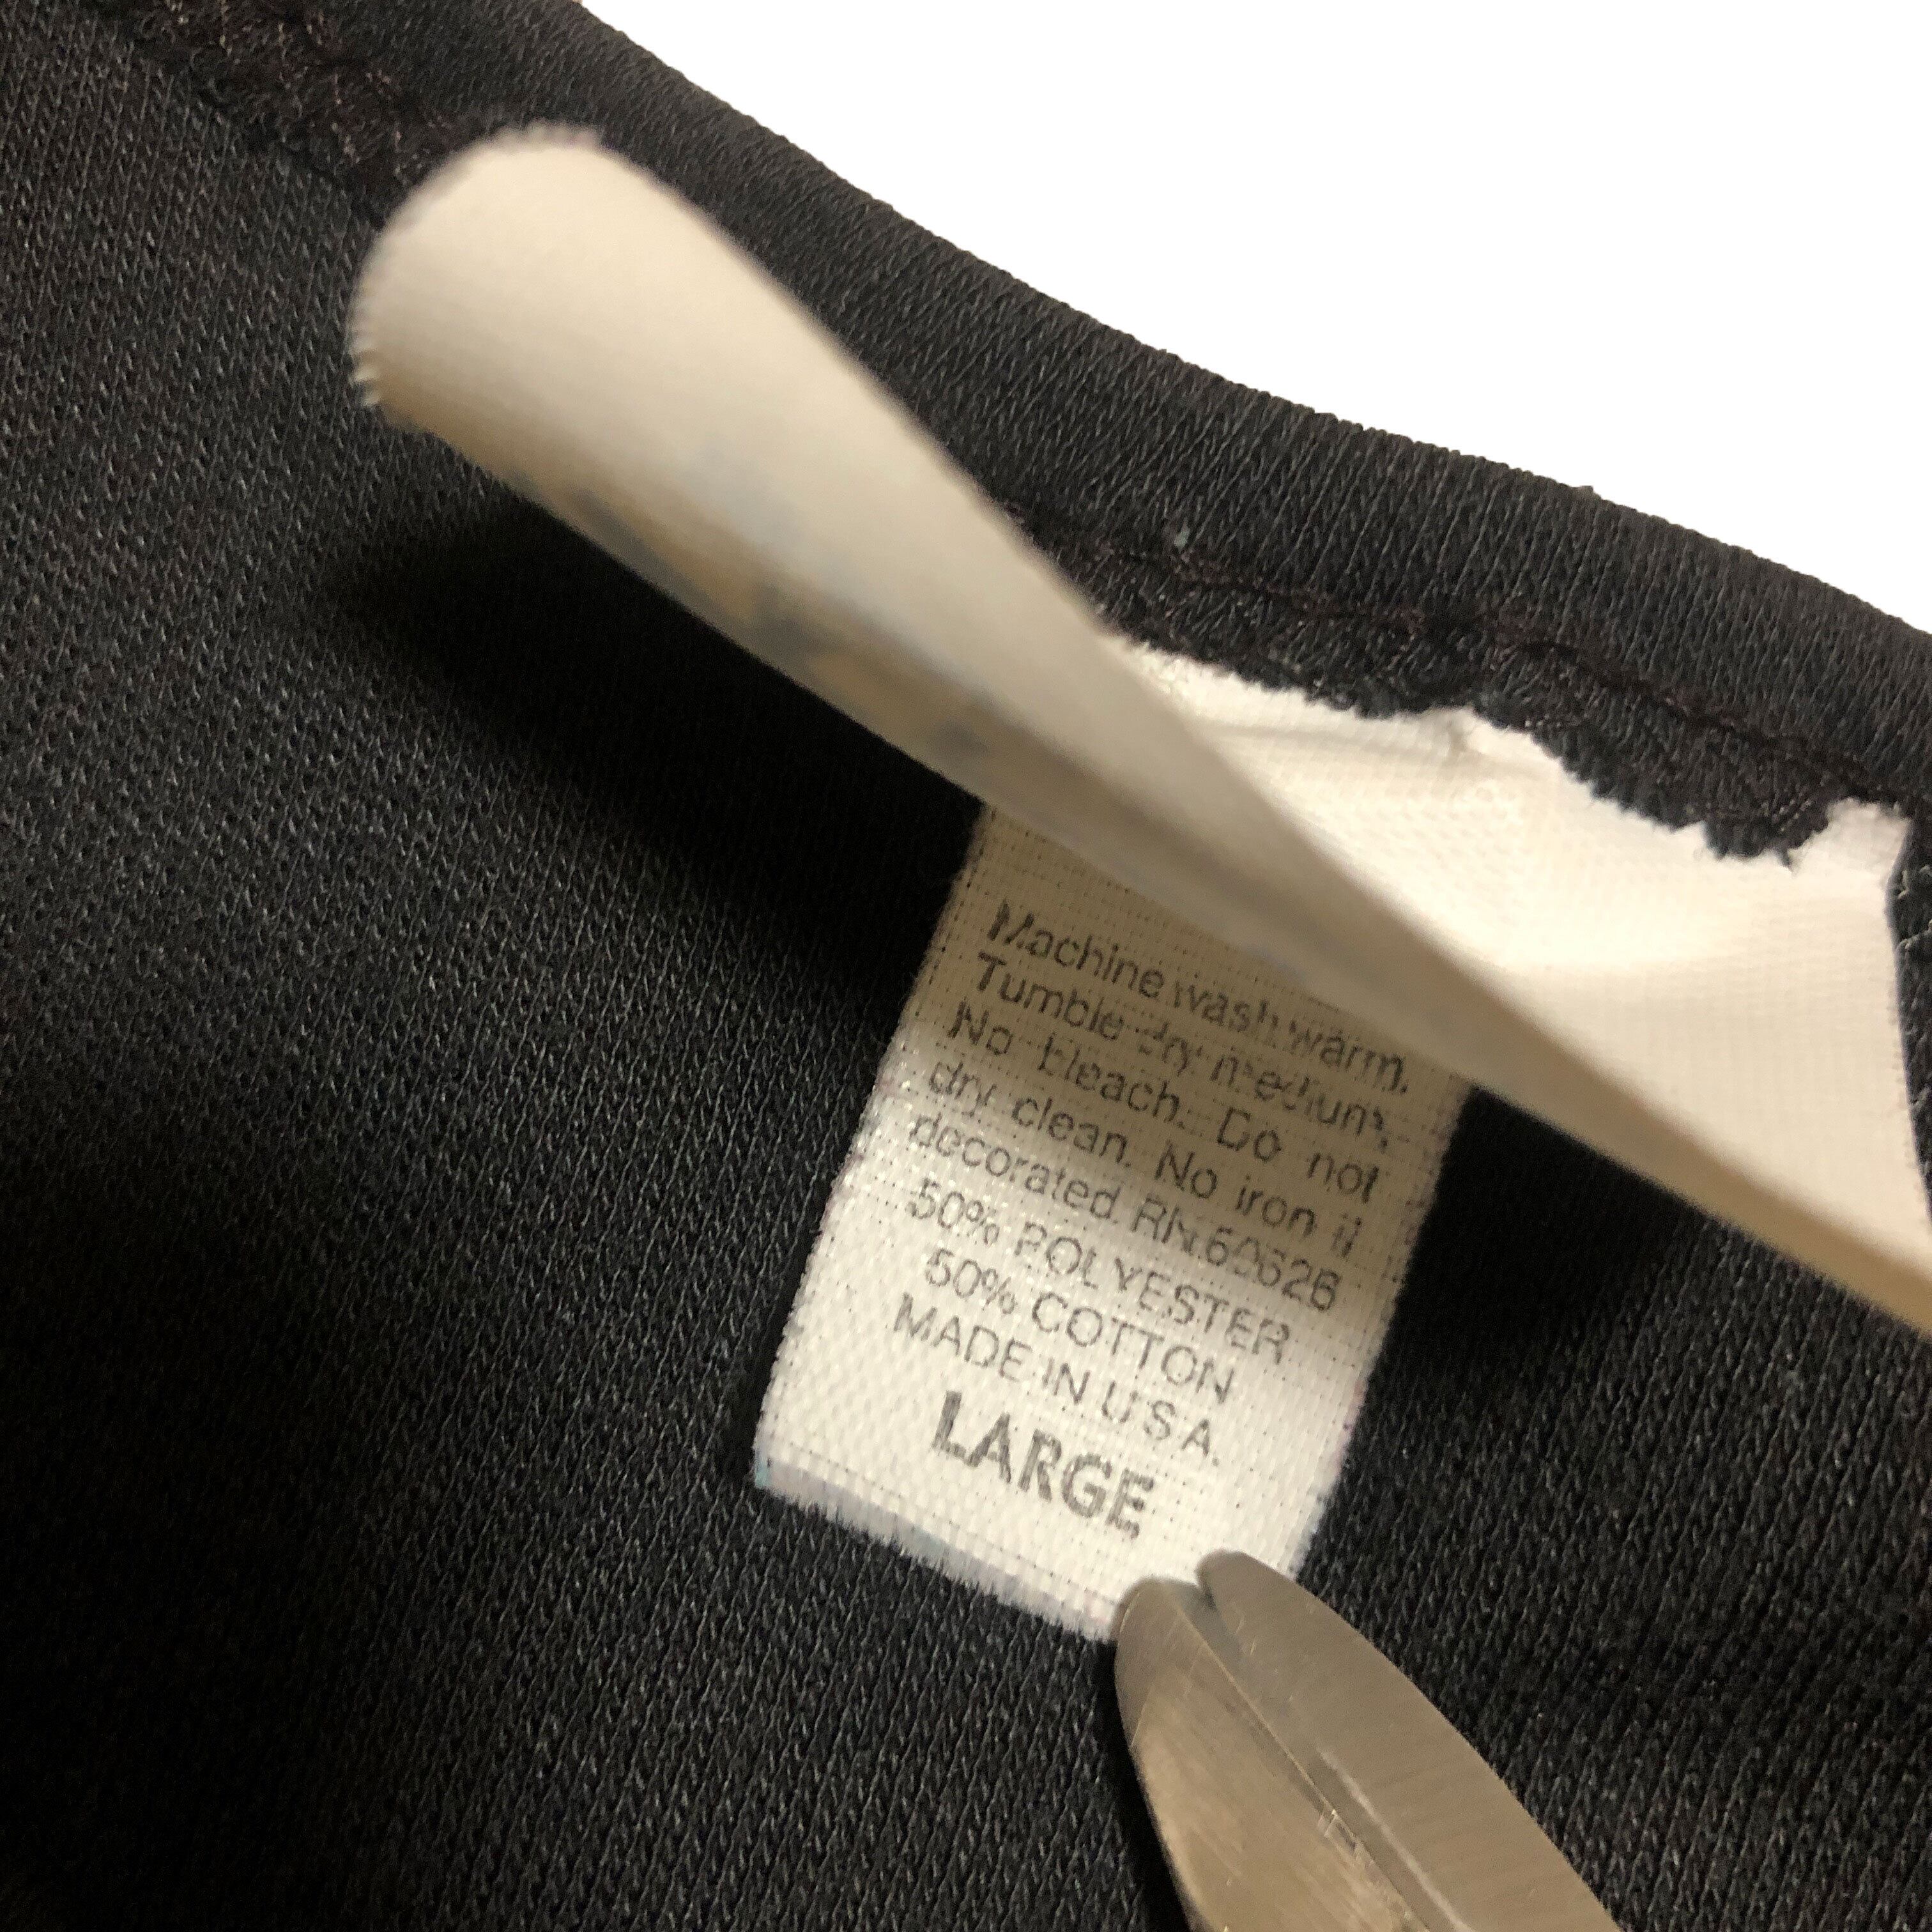 Machine wash warm.
Tumble dry medium.
No bleach. Do not
dry clean. No iron if
decorated. RN
50% POLYESTER
50% COTTON
MADE IN U.S.A.
LARGE